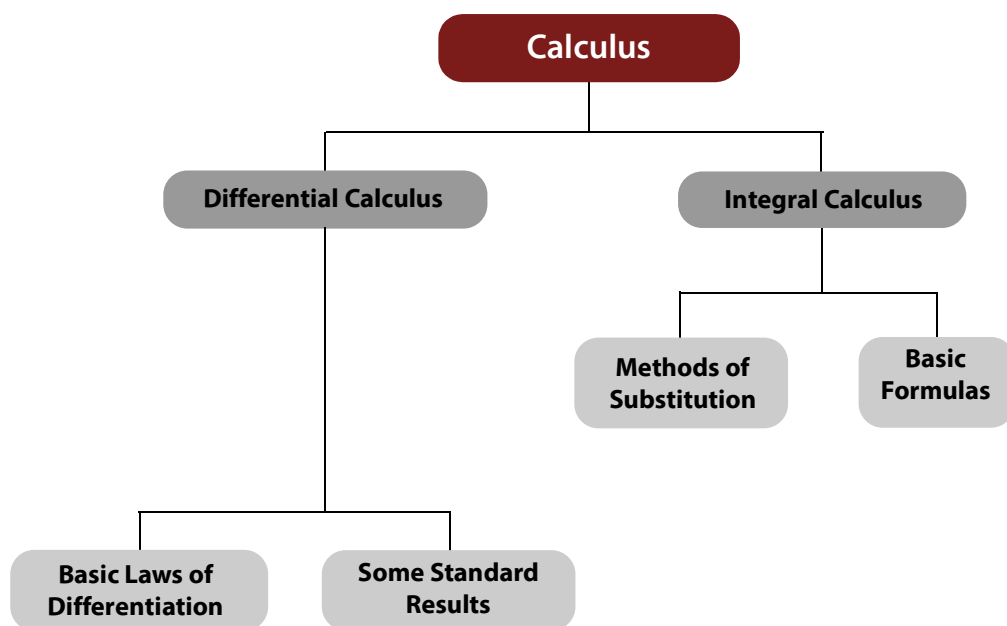 Calculus
Differential Calculus
Integral Calculus
Methods of
Substitution
Basic
Formulas
Basic Laws of
Differentiation
Some Standard
Results